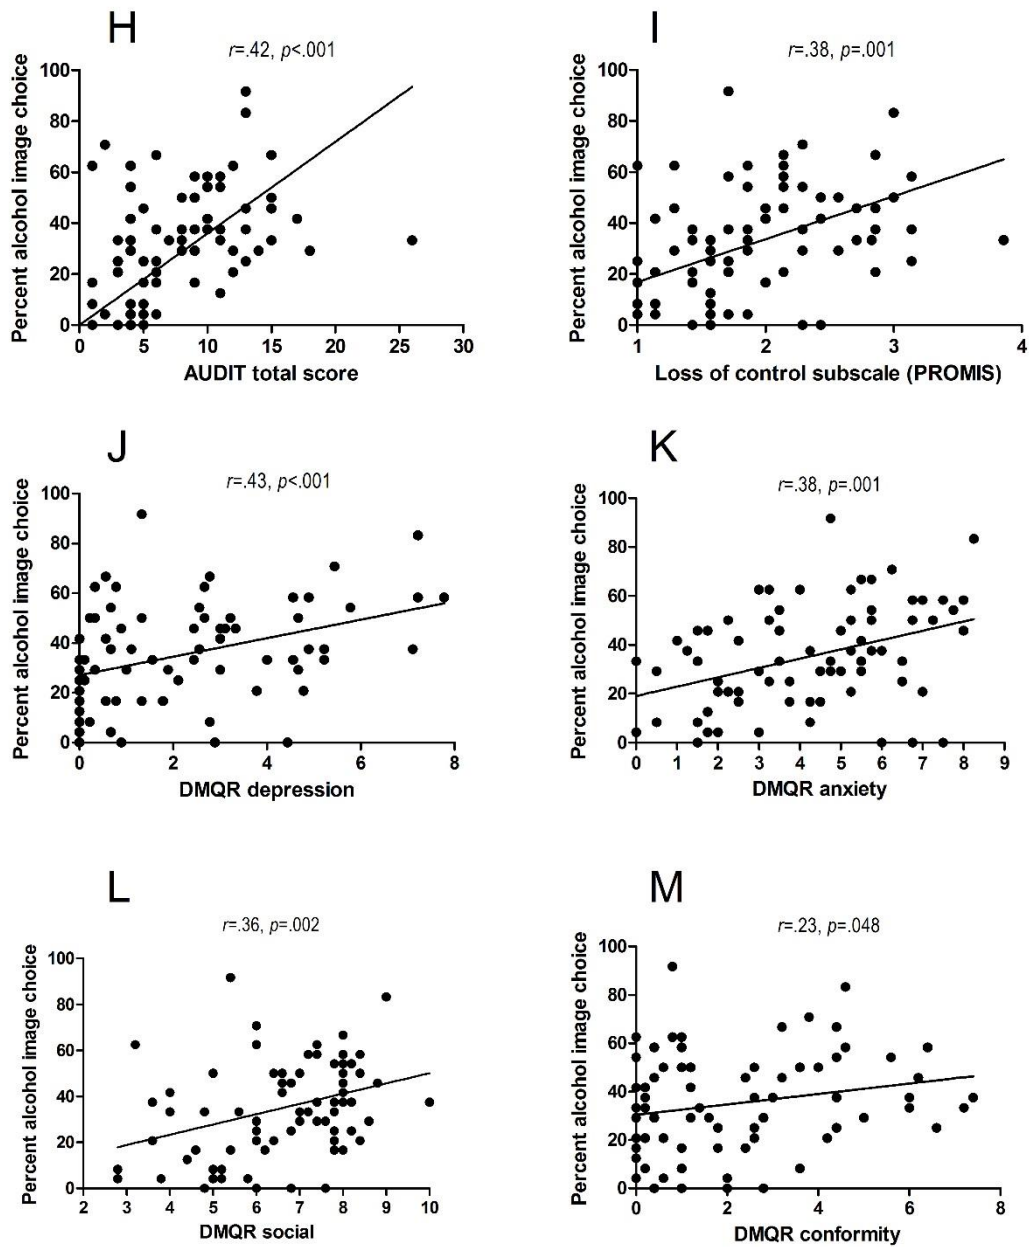 H
r=.42, p<.001
Percent alcohol image choice
100
80
60
40
20
0
0 5 10 15 20 25 30
AUDIT total score
I
r=.38, p=.001
Percent alcohol image choice
100
80
60
40
20
0
1 2 3 4
Loss of control subscale (PROMIS)
J
r=.43, p<.001
Percent alcohol image choice
100
80
60
40
20
0
0 2 4 6 8
DMQR depression
K
r=.38, p=.001
Percent alcohol image choice
100
80
60
40
20
0
0 1 2 3 4 5 6 7 8 9
DMQR anxiety
L
r=.36, p=.002
Percent alcohol image choice
100
80
60
40
20
0
2 3 4 5 6 7 8 9 10
DMQR social
M
r=.23, p=.048
Percent alcohol image choice
100
80
60
40
20
0
0 2 4 6 8
DMQR conformity